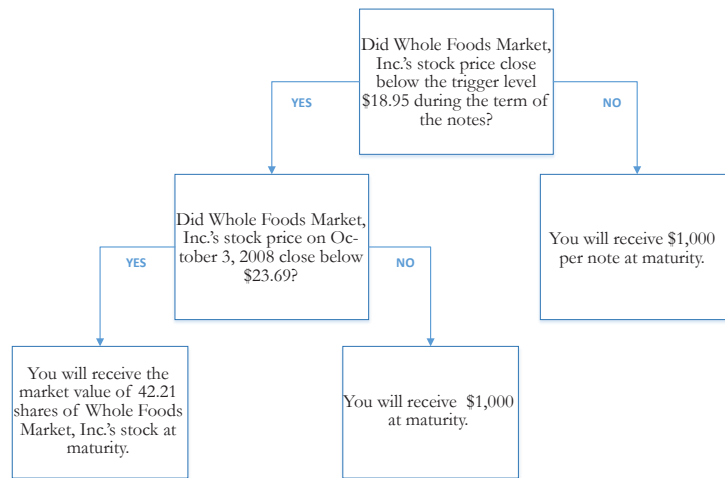 Did Whole Foods Market,
Inc.'s stock price close
below the trigger level
$18.95 during the term of
the notes?
YES
NO
Did Whole Foods Market,
Inc.'s stock price on Oc-
tober 3, 2008 close below
$23.69?
You will receive $1,000
per note at maturity.
YES
NO
You will receive the
market value of 42.21
shares of Whole Foods
Market, Inc.'s stock at
maturity.
You will receive $1,000
at maturity.